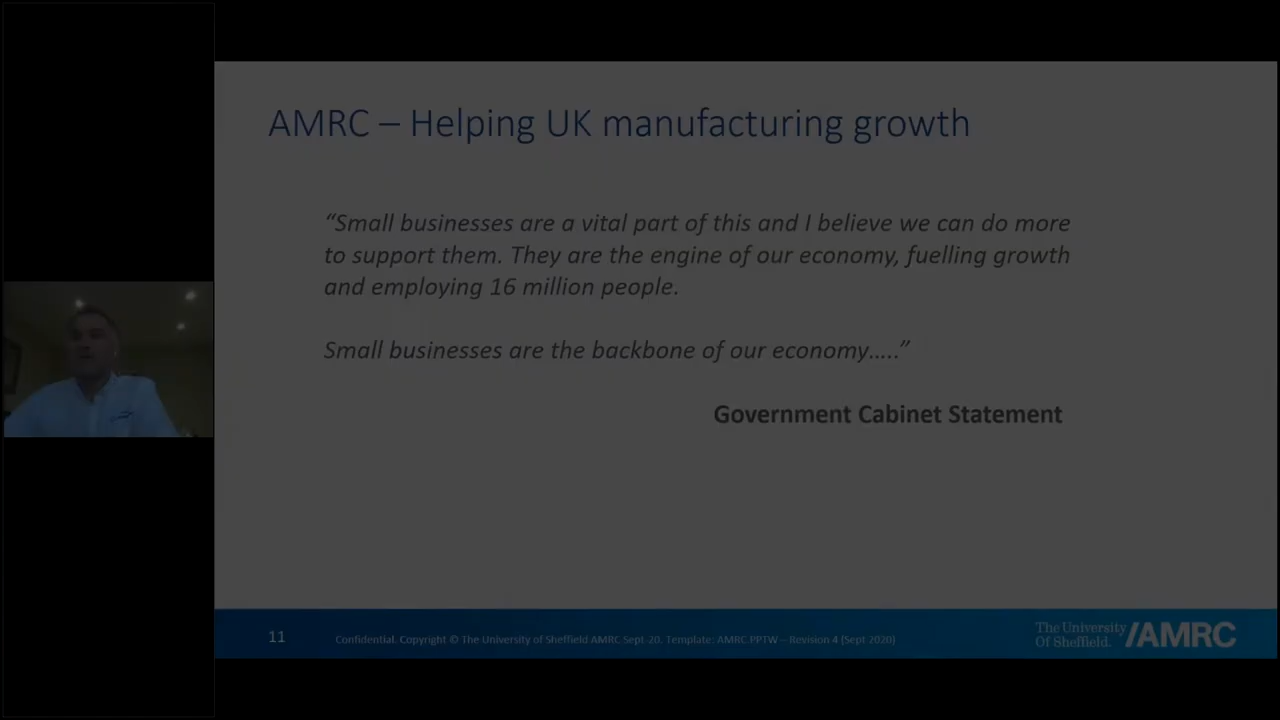 AMRC – Helping UK manufacturing growth
“Small businesses are a vital part of this and I believe we can do more
to support them. They are the engine of our economy, fuelling growth
and employing 16 million people.
Small businesses are the backbone of our economy…..”
Government Cabinet Statement
11
Confidential. Copyright © The University of Sheffield AMRC Sept-20. Template: AMRC.PPTW – Revision 4 (Sept 2020)
The University
Of Sheffield.
AMRC